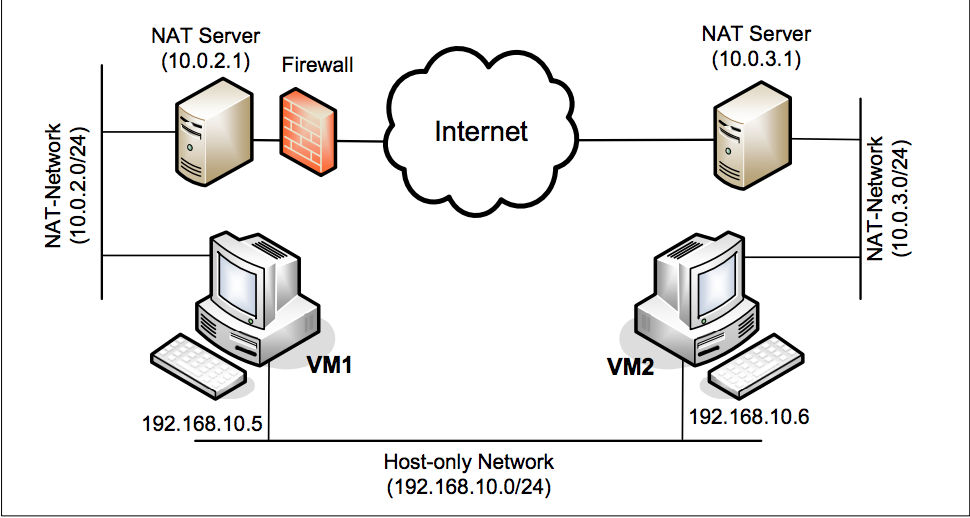 NAT Server
(10.0.2.1)
Firewall
Internet
NAT Server
(10.0.3.1)
NAT-Network
(10.0.2.0/24)
NAT-Network
(10.0.3.0/24)
VM1
VM2
192.168.10.5
192.168.10.6
Host-only Network
(192.168.10.0/24)